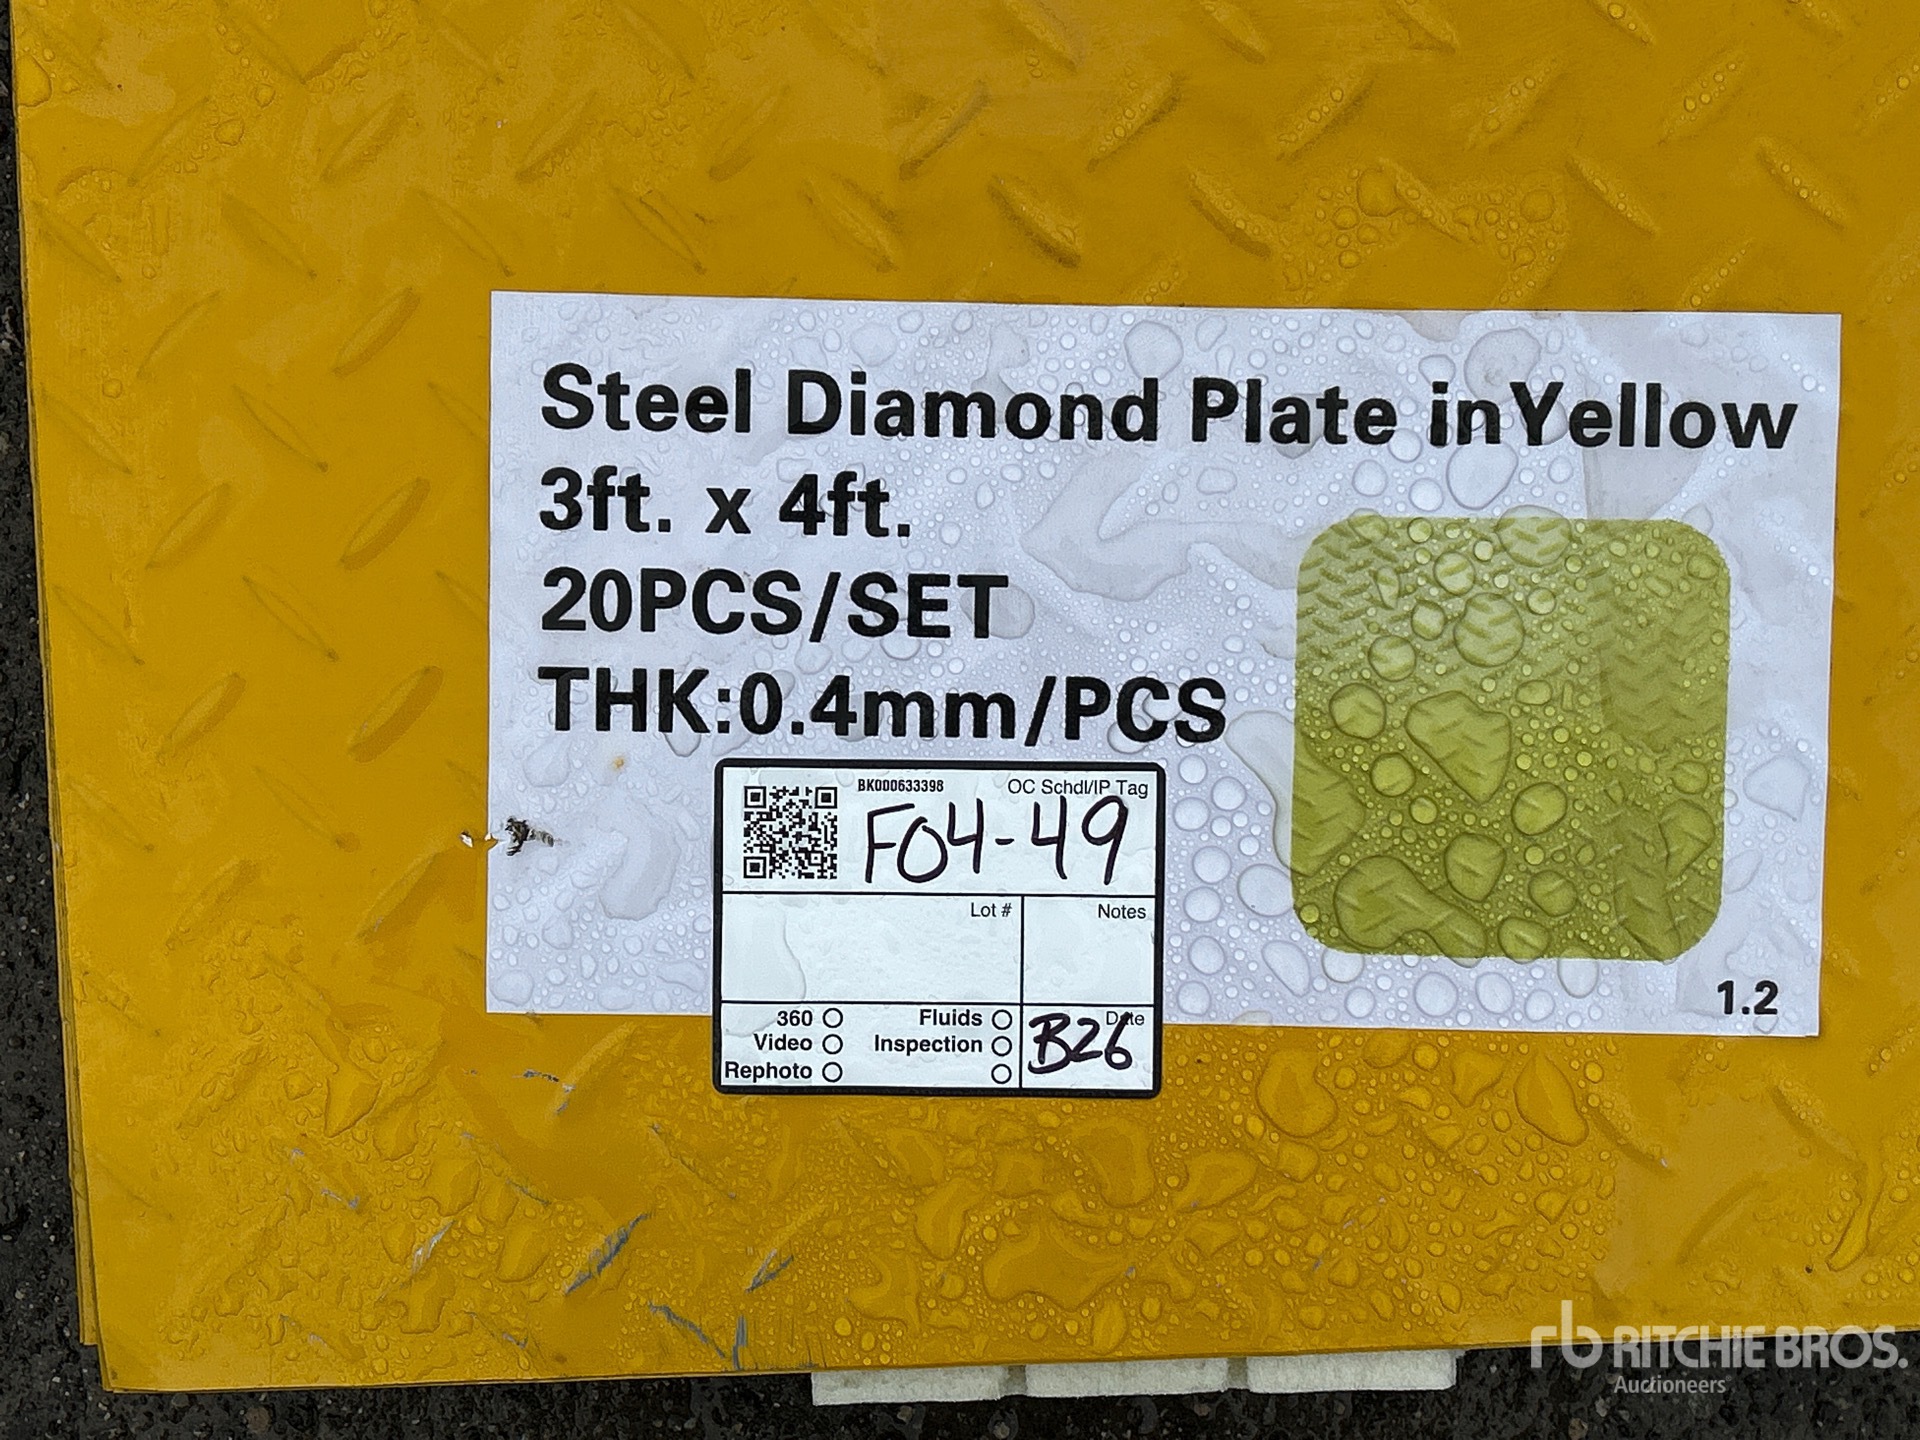 Steel Diamond Plate inYellow
3ft. x 4ft.
20PCS/SET
THK:0.4mm/PCS
1.2
BK000633398
OC Schdl/IP Tag
F04-49
Lot #
Notes
360
Fluids
Date
Video
Inspection
B26
Rephoto
rb RITCHIE BROS.
Auctioneers